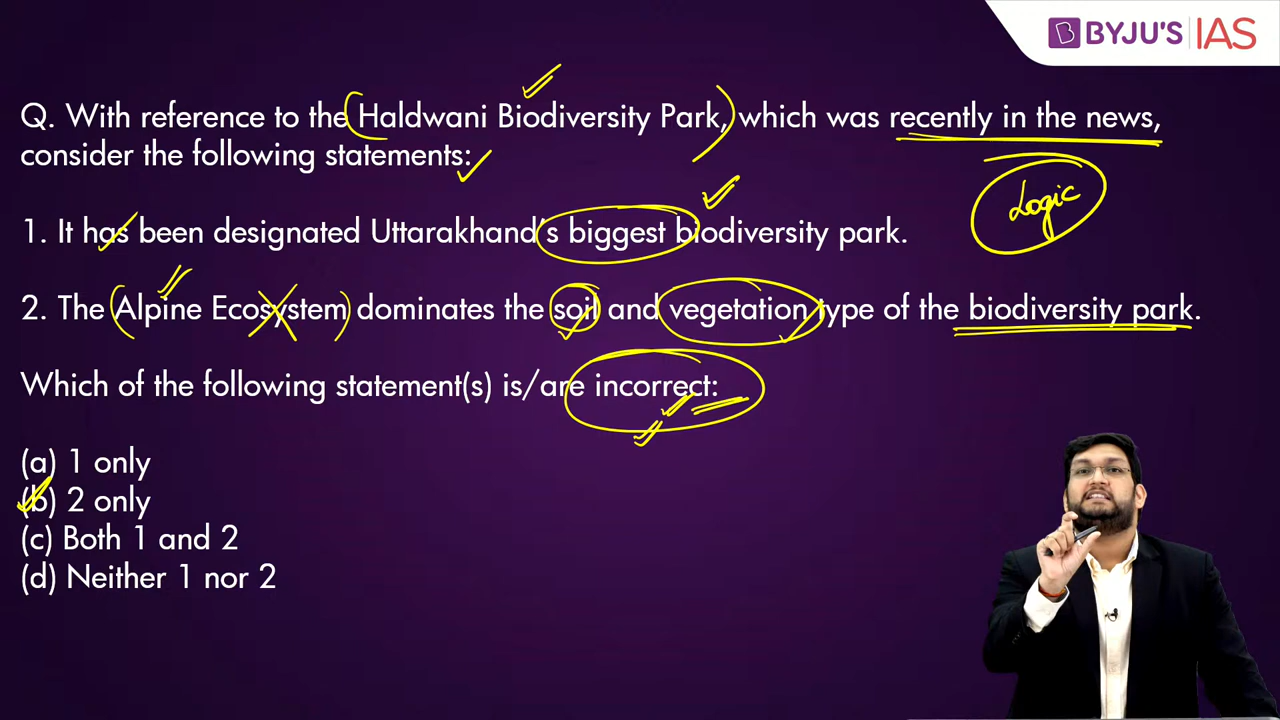 BYJU'S IAS
Q. With reference to the Haldwani Biodiversity Park, which was recently in the news,
consider the following statements:
Logic
1. It has been designated Uttarakhand's biggest biodiversity park.
2. The Alpine Ecosystem dominates the soil and vegetation type of the biodiversity park.
Which of the following statement(s) is/are incorrect:
(a) 1 only
(b) 2 only
(c) Both 1 and 2
(d) Neither 1 nor 2